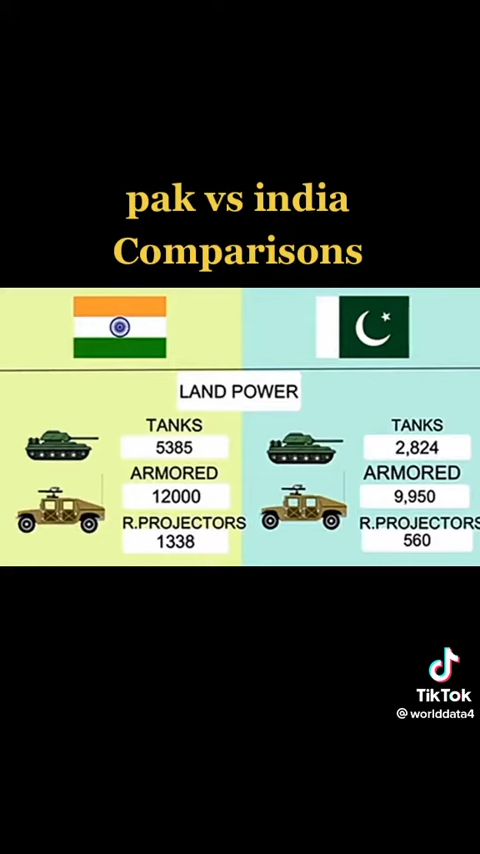 pak vs india
Comparisons
LAND POWER
TANKS
5385
ARMORED
12000
R.PROJECTORS
1338
TANKS
2,824
ARMORED
9,950
R.PROJECTORS
560
TikTok
@worlddata4